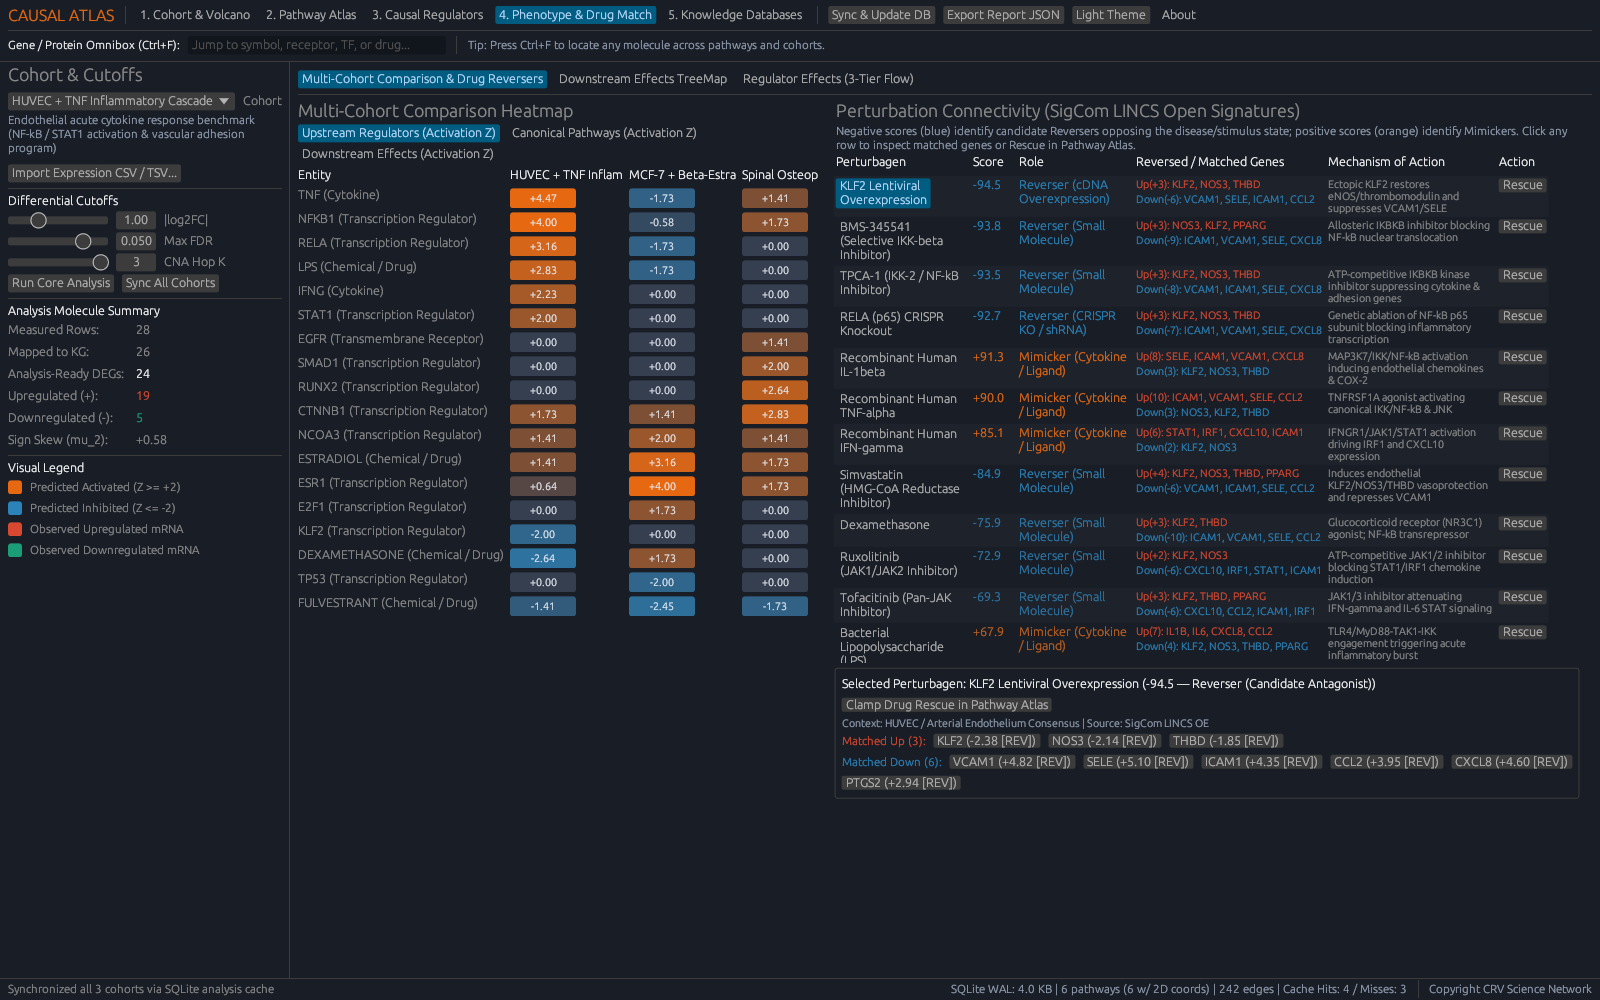 CAUSAL ATLAS 1. Cohort & Volcano 2. Pathway Atlas 3. Causal Regulators 4. Phenotype & Drug Match 5. Knowledge Databases Sync & Update DB Export Report JSON Light Theme About
Gene / Protein Omnibox (Ctrl+F): Jump to symbol, receptor, TF, or drug... Tip: Press Ctrl+F to locate any molecule across pathways and cohorts.
Cohort & Cutoffs
HUVEC + TNF Inflammatory Cascade Cohort
Endothelial acute cytokine response benchmark
(NF-kB / STAT1 activation & vascular adhesion
program)
Import Expression CSV / TSV...
Differential Cutoffs
1.00 |log2FC|
0.050 Max FDR
3 CNA Hop K
Run Core Analysis Sync All Cohorts
Analysis Molecule Summary
Measured Rows: 28
Mapped to KG: 26
Analysis-Ready DEGs: 24
Upregulated (+): 19
Downregulated (-): 5
Sign Skew (mu_2): +0.58
Visual Legend
Predicted Activated (Z >= +2)
Predicted Inhibited (Z <= -2)
Observed Upregulated mRNA
Observed Downregulated mRNA
Multi-Cohort Comparison & Drug Reversers Downstream Effects TreeMap Regulator Effects (3-Tier Flow)
Multi-Cohort Comparison Heatmap
Upstream Regulators (Activation Z) Canonical Pathways (Activation Z)
Downstream Effects (Activation Z)
Entity HUVEC + TNF Inflam MCF-7 + Beta-Estra Spinal Osteop
TNF (Cytokine) +4.47 -1.73 +1.41
NFKB1 (Transcription Regulator) +4.00 -0.58 +1.73
RELA (Transcription Regulator) +3.16 -1.73 +0.00
LPS (Chemical / Drug) +2.83 -1.73 +0.00
IFNG (Cytokine) +2.23 +0.00 +0.00
STAT1 (Transcription Regulator) +2.00 +0.00 +0.00
EGFR (Transmembrane Receptor) +0.00 +0.00 +1.41
SMAD1 (Transcription Regulator) +0.00 +0.00 +2.00
RUNX2 (Transcription Regulator) +0.00 +0.00 +2.64
CTNNB1 (Transcription Regulator) +1.73 +1.41 +2.83
NCOA3 (Transcription Regulator) +1.41 +2.00 +1.41
ESTRADIOL (Chemical / Drug) +1.41 +3.16 +1.73
ESR1 (Transcription Regulator) +0.64 +4.00 +1.73
E2F1 (Transcription Regulator) +0.00 +1.73 +0.00
KLF2 (Transcription Regulator) -2.00 +0.00 +0.00
DEXAMETHASONE (Chemical / Drug) -2.64 +1.73 +0.00
TP53 (Transcription Regulator) +0.00 -2.00 +0.00
FULVESTRANT (Chemical / Drug) -1.41 -2.45 -1.73
Perturbation Connectivity (SigCom LINCS Open Signatures)
Negative scores (blue) identify candidate Reversers opposing the disease/stimulus state; positive scores (orange) identify Mimickers. Click any
row to inspect matched genes or Rescue in Pathway Atlas.
Perturbagen Score Role Reversed / Matched Genes Mechanism of Action Action
KLF2 Lentiviral
Overexpression
-94.5
Reverser (cDNA
Overexpression)
Up(+3): KLF2, NOS3, THBD
Down(-6): VCAM1, SELE, ICAM1, CCL2
Ectopic KLF2 restores
eNOS/thrombomodulin and
suppresses VCAM1/SELE
Rescue
BMS-345541
(Selective IKK-beta
Inhibitor)
-93.8
Reverser (Small
Molecule)
Up(+3): NOS3, KLF2, PPARG
Down(-9): ICAM1, VCAM1, SELE, CXCL8
Allosteric IKBKB inhibitor blocking
NF-kB nuclear translocation
Rescue
TPCA-1 (IKK-2 / NF-kB
Inhibitor)
-93.5
Reverser (Small
Molecule)
Up(+3): KLF2, NOS3, THBD
Down(-8): VCAM1, ICAM1, SELE, CXCL8
ATP-competitive IKBKB kinase
inhibitor suppressing cytokine &
adhesion genes
Rescue
RELA (p65) CRISPR
Knockout
-92.7
Reverser (CRISPR
KO / shRNA)
Up(+3): KLF2, NOS3, THBD
Down(-7): ICAM1, VCAM1, SELE, CXCL8
Genetic ablation of NF-kB p65
subunit blocking inflammatory
transcription
Rescue
Recombinant Human
IL-1beta
+91.3
Mimicker (Cytokine
/ Ligand)
Up(8): SELE, ICAM1, VCAM1, CXCL8
Down(3): KLF2, NOS3, THBD
MAP3K7/IKK/NF-kB activation
inducing endothelial chemokines
& COX-2
Rescue
Recombinant Human
TNF-alpha
+90.0
Mimicker (Cytokine
/ Ligand)
Up(10): ICAM1, VCAM1, SELE, CCL2
Down(3): NOS3, KLF2, THBD
TNFRSF1A agonist activating
canonical IKK/NF-kB & JNK
Rescue
Recombinant Human
IFN-gamma
+85.1
Mimicker (Cytokine
/ Ligand)
Up(6): STAT1, IRF1, CXCL10, ICAM1
Down(2): KLF2, NOS3
IFNGR1/JAK1/STAT1 activation
driving IRF1 and CXCL10
expression
Rescue
Simvastatin
(HMG-CoA Reductase
Inhibitor)
-84.9
Reverser (Small
Molecule)
Up(+4): KLF2, NOS3, THBD, PPARG
Down(-6): VCAM1, ICAM1, SELE, CCL2
Induces endothelial
KLF2/NOS3/THBD vasoprotection
and represses VCAM1
Rescue
Dexamethasone
-75.9
Reverser (Small
Molecule)
Up(+3): KLF2, THBD
Down(-10): ICAM1, VCAM1, SELE, CCL2
Glucocorticoid receptor (NR3C1)
agonist; NF-kB transrepressor
Rescue
Ruxolitinib
(JAK1/JAK2 Inhibitor)
-72.9
Reverser (Small
Molecule)
Up(+2): KLF2, NOS3
Down(-6): CXCL10, IRF1, STAT1, ICAM1
ATP-competitive JAK1/2 inhibitor
blocking STAT1/IRF1 chemokine
induction
Rescue
Tofacitinib (Pan-JAK
Inhibitor)
-69.3
Reverser (Small
Molecule)
Up(+3): KLF2, THBD, PPARG
Down(-6): CXCL10, CCL2, ICAM1, IRF1
JAK1/3 inhibitor attenuating
IFN-gamma and IL-6 STAT signaling
Rescue
Bacterial
Lipopolysaccharide
(LPS)
+67.9
Mimicker (Cytokine
/ Ligand)
Up(7): IL1B, IL6, CXCL8, CCL2
Down(4): KLF2, NOS3, THBD, PPARG
TLR4/MyD88-TAK1-IKK
engagement triggering acute
inflammatory burst
Rescue
Selected Perturbagen: KLF2 Lentiviral Overexpression (-94.5 — Reverser (Candidate Antagonist))
Clamp Drug Rescue in Pathway Atlas
Context: HUVEC / Arterial Endothelium Consensus | Source: SigCom LINCS OE
Matched Up (3): KLF2 (-2.38 [REV]) NOS3 (-2.14 [REV]) THBD (-1.85 [REV])
Matched Down (6): VCAM1 (+4.82 [REV]) SELE (+5.10 [REV]) ICAM1 (+4.35 [REV]) CCL2 (+3.95 [REV]) CXCL8 (+4.60 [REV])
PTGS2 (+2.94 [REV])
Synchronized all 3 cohorts via SQLite analysis cache SQLite WAL: 4.0 KB | 6 pathways (6 w/ 2D coords) | 242 edges | Cache Hits: 4 / Misses: 3 Copyright CRV Science Network